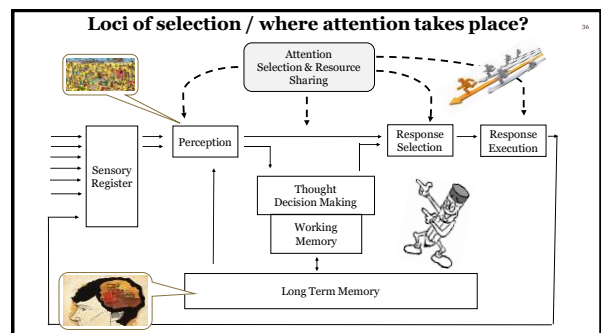 Loci of selection / where attention takes place?
36
Attention
Selection & Resource
Sharing
Perception
Response
Selection
Response
Execution
Sensory
Register
Thought
Decision Making
Working
Memory
Long Term Memory